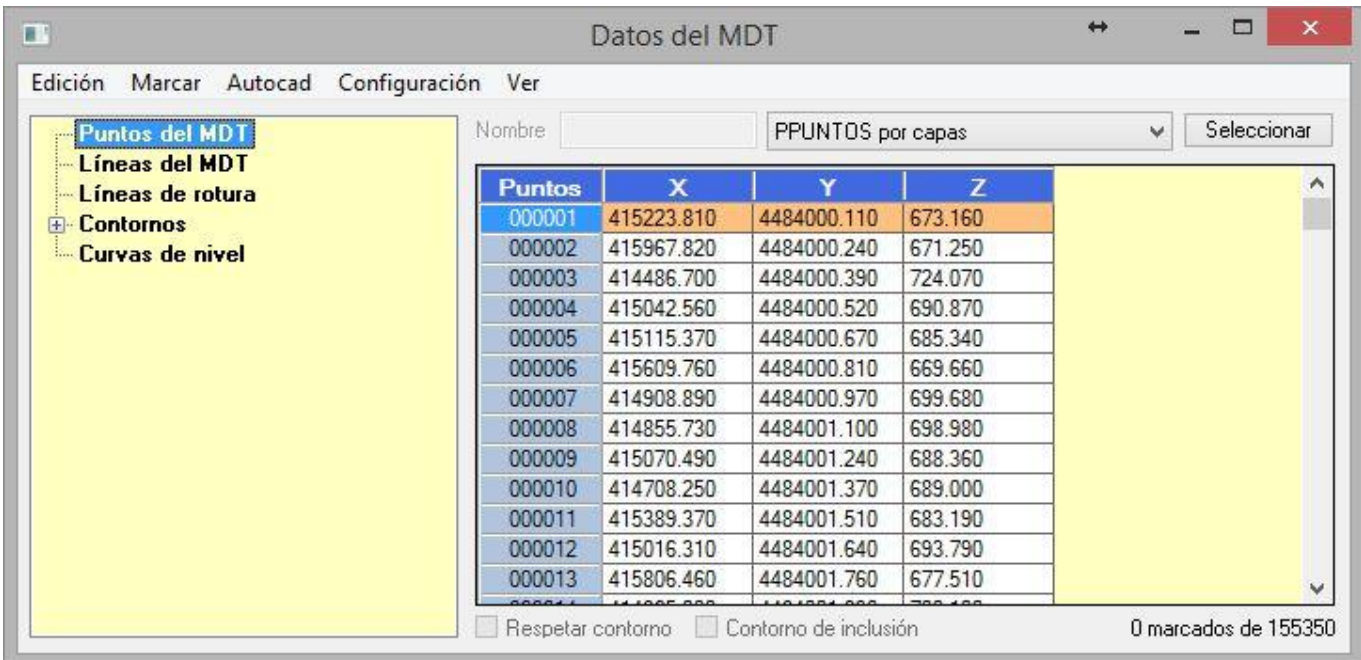 Datos del MDT
Edición Marcar Autocad Configuración Ver
Puntos del MDT
Líneas del MDT
Líneas de rotura
Contornos
Curvas de nivel
Nombre PPUNTOS por capas Seleccionar
Puntos X Y Z
000001 415223.810 4484000.110 673.160
000002 415967.820 4484000.240 671.250
000003 414486.700 4484000.390 724.070
000004 415042.560 4484000.520 690.870
000005 415115.370 4484000.670 685.340
000006 415609.760 4484000.810 669.660
000007 414908.890 4484000.970 699.680
000008 414855.730 4484001.100 698.980
000009 415070.490 4484001.240 688.360
000010 414708.250 4484001.370 689.000
000011 415389.370 4484001.510 683.190
000012 415016.310 4484001.640 693.790
000013 415806.460 4484001.760 677.510
Respetar contorno Contorno de inclusión 0 marcados de 155350